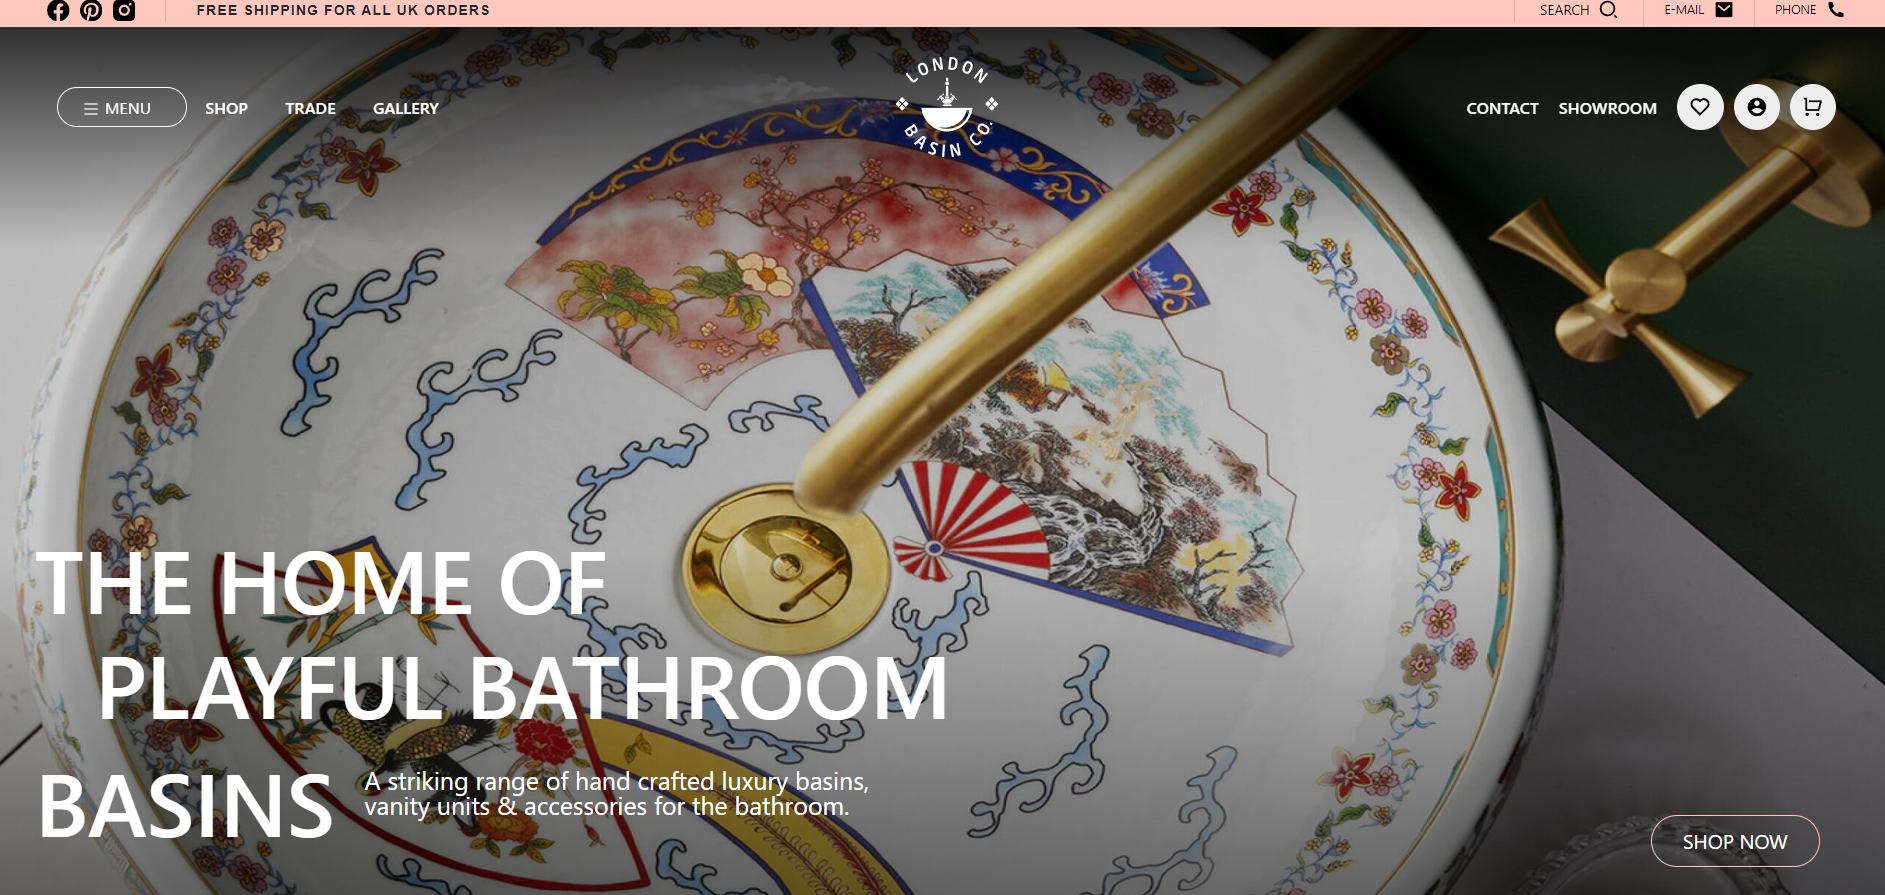 FREE SHIPPING FOR ALL UK ORDERS
SEARCH
E-MAIL
PHONE
MENU
SHOP
TRADE
GALLERY
LONDON
BASIN CO.
CONTACT
SHOWROOM
THE HOME OF
PLAYFUL BATHROOM
BASINS
A striking range of hand crafted luxury basins,
vanity units & accessories for the bathroom.
SHOP NOW